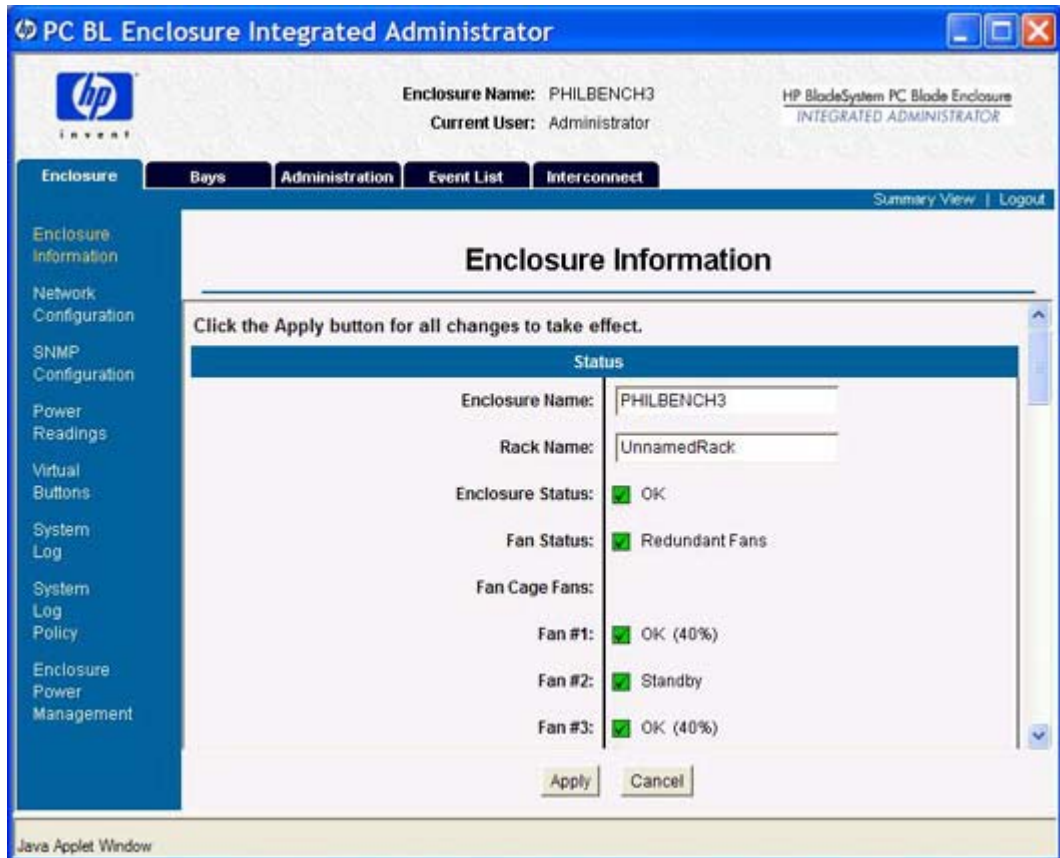 PC BL Enclosure Integrated Administrator
hp
invent
Enclosure Name: PHILBENCH3
Current User: Administrator
HP BladeSystem PC Blade Enclosure
INTEGRATED ADMINISTRATOR
Enclosure Bays Administration Event List Interconnect
Summary View | Logout
Enclosure
Information
Network
Configuration
SNMP
Configuration
Power
Readings
Virtual
Buttons
System
Log
System
Log
Policy
Enclosure
Power
Management
Enclosure Information
Click the Apply button for all changes to take effect.
Status
Enclosure Name: PHILBENCH3
Rack Name: UnnamedRack
Enclosure Status: OK
Fan Status: Redundant Fans
Fan Cage Fans:
Fan #1: OK (40%)
Fan #2: Standby
Fan #3: OK (40%)
Apply Cancel
Java Applet Window